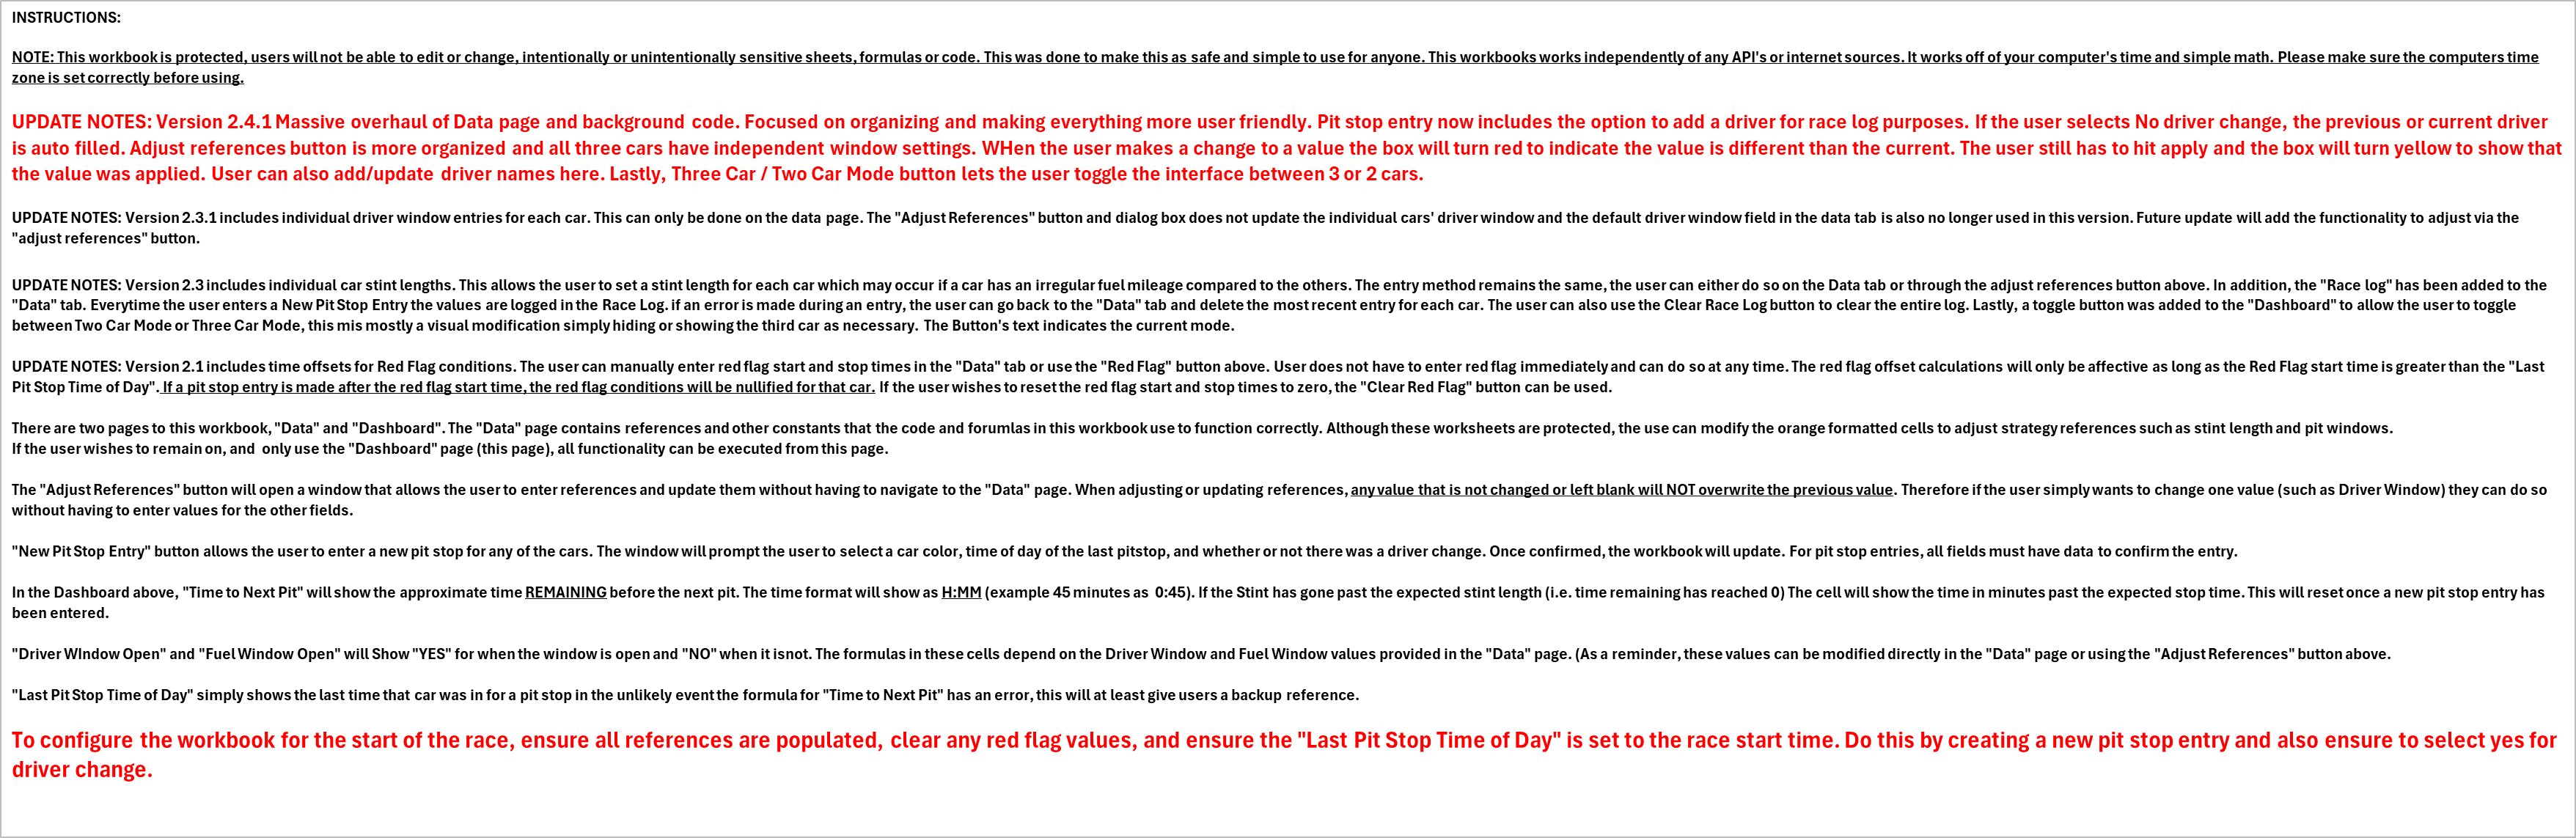 INSTRUCTIONS:
NOTE: This workbook is protected, users will not be able to edit or change, intentionally or unintentionally sensitive sheets, formulas or code. This was done to make this as safe and simple to use for anyone. This workbooks works independently of any API's or internet sources. It works off of your computer's time and simple math. Please make sure the computers time
zone is set correctly before using.
UPDATE NOTES: Version 2.4.1 Massive overhaul of Data page and background code. Focused on organizing and making everything more user friendly. Pit stop entry now includes the option to add a driver for race log purposes. If the user selects No driver change, the previous or current driver
is auto filled. Adjust references button is more organized and all three cars have independent window settings. WHen the user makes a change to a value the box will turn red to indicate the value is different than the current. The user still has to hit apply and the box will turn yellow to show that
the value was applied. User can also add/update driver names here. Lastly, Three Car / Two Car Mode button lets the user toggle the interface between 3 or 2 cars.
UPDATE NOTES: Version 2.3.1 includes individual driver window entries for each car. This can only be done on the data page. The "Adjust References" button and dialog box does not update the individual cars' driver window and the default driver window field in the data tab is also no longer used in this version. Future update will add the functionality to adjust via the
"adjust references" button.
UPDATE NOTES: Version 2.3 includes individual car stint lengths. This allows the user to set a stint length for each car which may occur if a car has an irregular fuel mileage compared to the others. The entry method remains the same, the user can either do so on the Data tab or through the adjust references button above. In addition, the "Race log" has been added to the
"Data" tab. Everytime the user enters a New Pit Stop Entry the values are logged in the Race Log. if an error is made during an entry, the user can go back to the "Data" tab and delete the most recent entry for each car. The user can also use the Clear Race Log button to clear the entire log. Lastly, a toggle button was added to the "Dashboard" to allow the user to toggle
between Two Car Mode or Three Car Mode, this mis mostly a visual modification simply hiding or showing the third car as necessary. The Button's text indicates the current mode.
UPDATE NOTES: Version 2.1 includes time offsets for Red Flag conditions. The user can manually enter red flag start and stop times in the "Data" tab or use the "Red Flag" button above. User does not have to enter red flag immediately and can do so at any time. The red flag offset calculations will only be affective as long as the Red Flag start time is greater than the "Last
Pit Stop Time of Day". If a pit stop entry is made after the red flag start time, the red flag conditions will be nullified for that car. If the user wishes to reset the red flag start and stop times to zero, the "Clear Red Flag" button can be used.
There are two pages to this workbook, "Data" and "Dashboard". The "Data" page contains references and other constants that the code and forumlas in this workbook use to function correctly. Although these worksheets are protected, the use can modify the orange formatted cells to adjust strategy references such as stint length and pit windows.
If the user wishes to remain on, and only use the "Dashboard" page (this page), all functionality can be executed from this page.
The "Adjust References" button will open a window that allows the user to enter references and update them without having to navigate to the "Data" page. When adjusting or updating references, any value that is not changed or left blank will NOT overwrite the previous value. Therefore if the user simply wants to change one value (such as Driver Window) they can do so
without having to enter values for the other fields.
"New Pit Stop Entry" button allows the user to enter a new pit stop for any of the cars. The window will prompt the user to select a car color, time of day of the last pitstop, and whether or not there was a driver change. Once confirmed, the workbook will update. For pit stop entries, all fields must have data to confirm the entry.
In the Dashboard above, "Time to Next Pit" will show the approximate time REMAINING before the next pit. The time format will show as H:MM (example 45 minutes as 0:45). If the Stint has gone past the expected stint length (i.e. time remaining has reached 0) The cell will show the time in minutes past the expected stop time. This will reset once a new pit stop entry has
been entered.
"Driver WIndow Open" and "Fuel Window Open" will Show "YES" for when the window is open and "NO" when it isnot. The formulas in these cells depend on the Driver Window and Fuel Window values provided in the "Data" page. (As a reminder, these values can be modified directly in the "Data" page or using the "Adjust References" button above.
"Last Pit Stop Time of Day" simply shows the last time that car was in for a pit stop in the unlikely event the formula for "Time to Next Pit" has an error, this will at least give users a backup reference.
To configure the workbook for the start of the race, ensure all references are populated, clear any red flag values, and ensure the "Last Pit Stop Time of Day" is set to the race start time. Do this by creating a new pit stop entry and also ensure to select yes for
driver change.